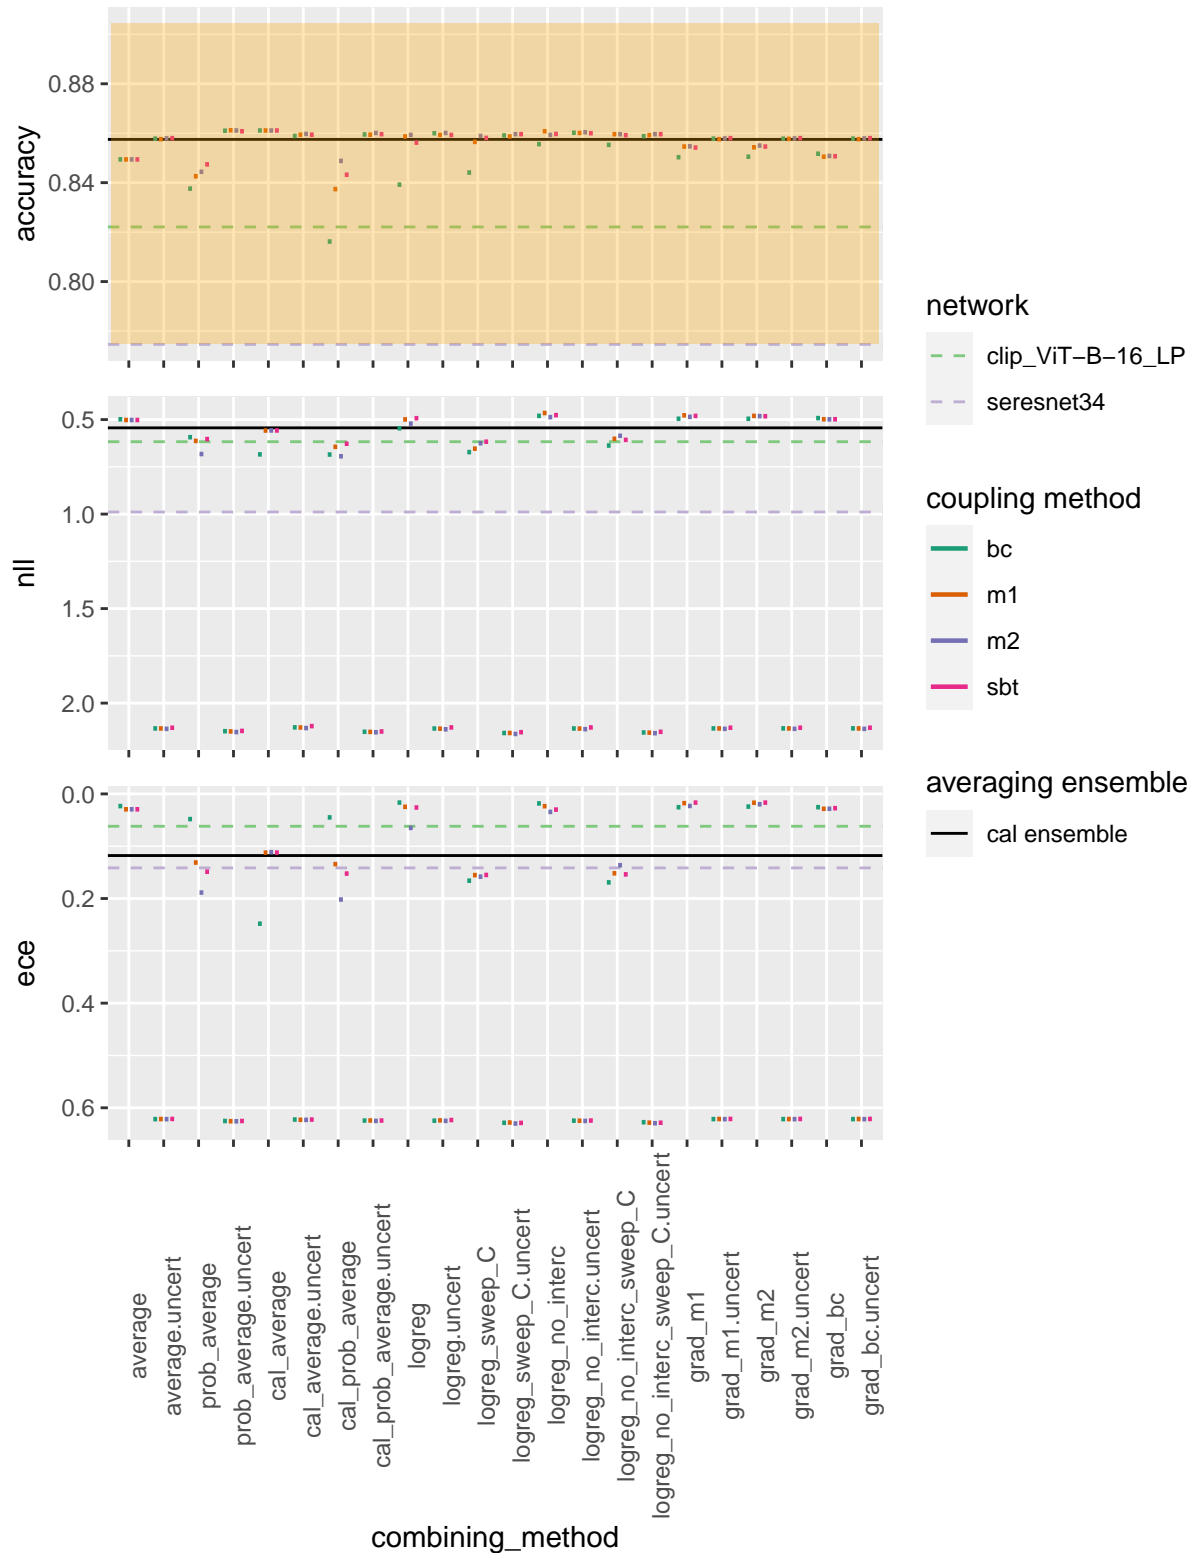 accuracy
0.88
0.84
0.80
nll
0.5
1.0
1.5
2.0
ece
0.0
0.2
0.4
0.6
average
average.uncert
prob_average
prob_average.uncert
cal_average
cal_average.uncert
cal_prob_average
cal_prob_average.uncert
logreg
logreg.uncert
logreg_sweep_C
logreg_sweep_C.uncert
logreg_no_interc
logreg_no_interc.uncert
logreg_no_interc_sweep_C
logreg_no_interc_sweep_C.uncert
grad_m1
grad_m1.uncert
grad_m2
grad_m2.uncert
grad_bc
grad_bc.uncert
combining_method
network
clip_ViT−B−16_LP
seresnet34
coupling method
bc
m1
m2
sbt
averaging ensemble
cal ensemble